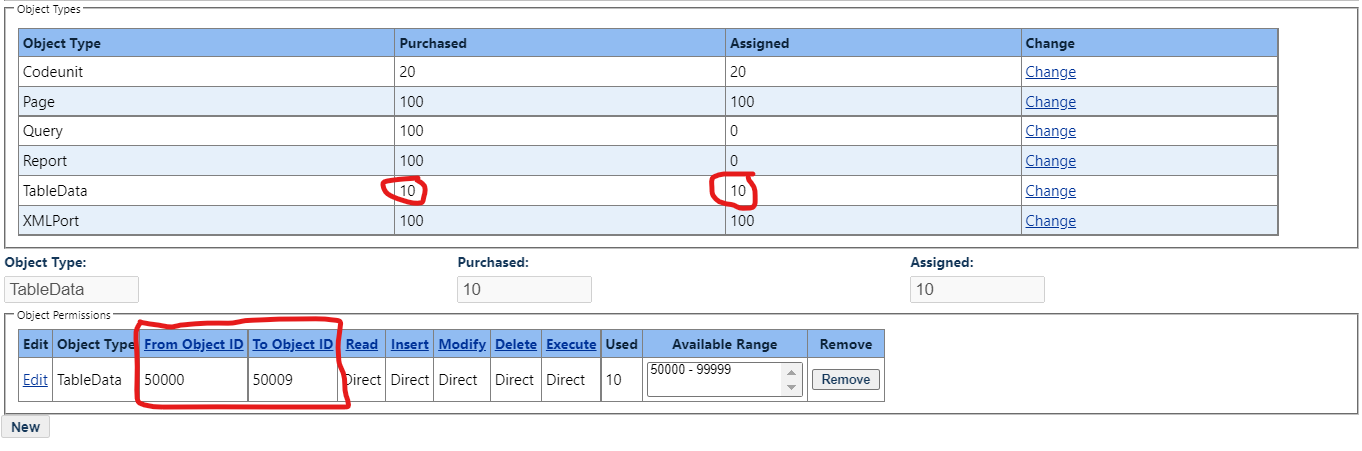 Object Types
Object Type Purchased Assigned Change
Codeunit 20 20 Change
Page 100 100 Change
Query 100 0 Change
Report 100 0 Change
TableData 10 10 Change
XMLPort 100 100 Change
Object Type: Purchased: Assigned:
TableData 10 10
Object Permissions
Edit Object Type From Object ID To Object ID Read Insert Modify Delete Execute Used Available Range Remove
Edit TableData 50000 50009 Direct Direct Direct Direct Direct 10 50000 - 99999 Remove
New